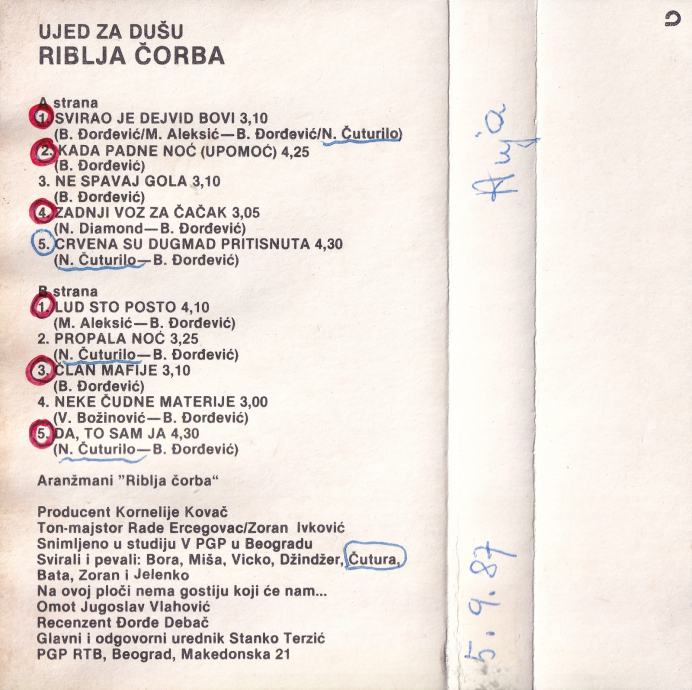 UJED ZA DUŠU
RIBLJA ČORBA
A strana
1. SVIRAO JE DEJVID BOVI 3,10
(B. Đorđević/M. Aleksić—B. Đorđević/N. Čuturilo)
2. KADA PADNE NOĆ (UPOMOĆ) 4,25
(B. Đorđević)
3. NE SPAVAJ GOLA 3,10
(B. Đorđević)
4. ZADNJI VOZ ZA ČAČAK 3,05
(N. Diamond—B. Đorđević)
5. CRVENA SU DUGMAD PRITISNUTA 4,30
(N. Čuturilo—B. Đorđević)
B strana
1. LUD STO POSTO 4,10
(M. Aleksić—B. Đorđević)
2. PROPALA NOĆ 3,25
(N. Čuturilo—B. Đorđević)
3. ČLAN MAFIJE 3,10
(B. Đorđević)
4. NEKE ČUDNE MATERIJE 3,00
(V. Božinović—B. Đorđević)
5. DA, TO SAM JA 4,30
(N. Čuturilo—B. Đorđević)
Aranžmani "Riblja čorba“
Producent Kornelije Kovač
Ton-majstor Rade Ercegovac/Zoran Ivković
Snimljeno u studiju V PGP u Beogradu
Svirali i pevali: Bora, Miša, Vicko, Džindžer, Čutura,
Bata, Zoran i Jelenko
Na ovoj ploči nema gostiju koji će nam...
Omot Jugoslav Vlahović
Recenzent Đorđe Debač
Glavni i odgovorni urednik Stanko Terzić
PGP RTB, Beograd, Makedonska 21
5.9.87 Anja